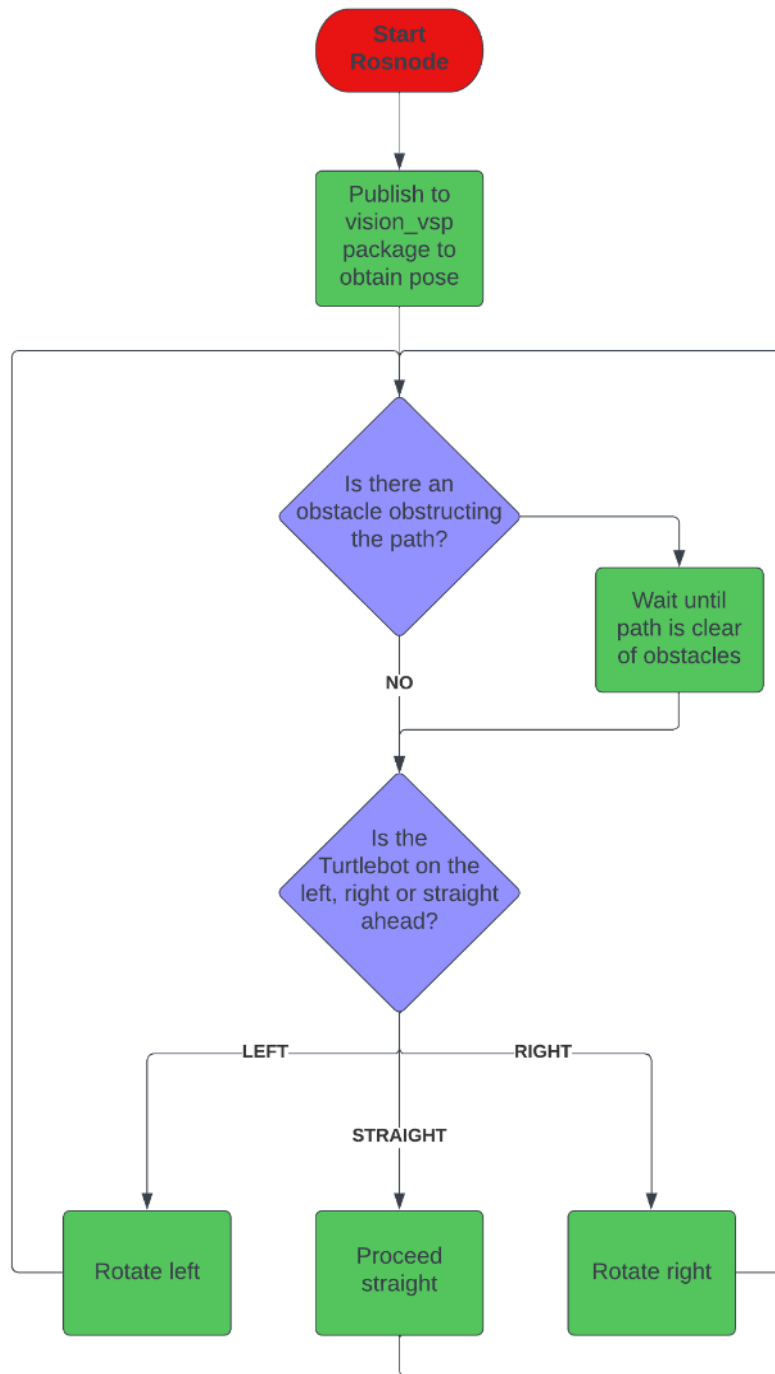 Start
Rosnode
Publish to
vision_vsp
package to
obtain pose
Is there an
obstacle obstructing
the path?
Wait until
path is clear
of obstacles
NO
Is the
Turtlebot on the
left, right or straight
ahead?
LEFT
RIGHT
STRAIGHT
Rotate left
Proceed
straight
Rotate right